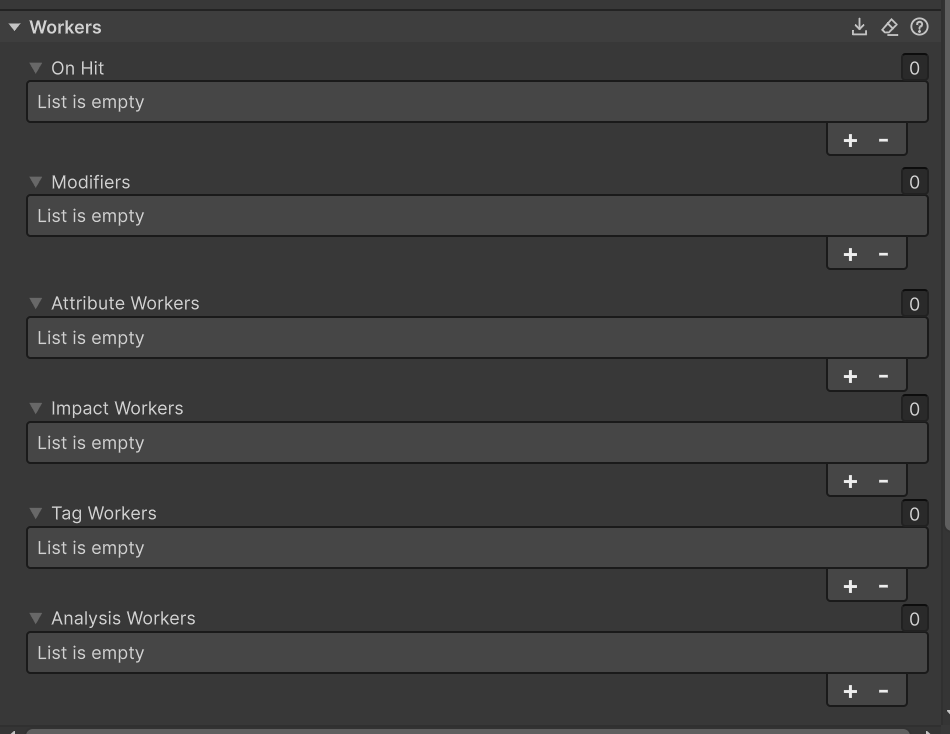 Workers
On Hit 0
List is empty
+ -
Modifiers 0
List is empty
+ -
Attribute Workers 0
List is empty
+ -
Impact Workers 0
List is empty
+ -
Tag Workers 0
List is empty
+ -
Analysis Workers 0
List is empty
+ -